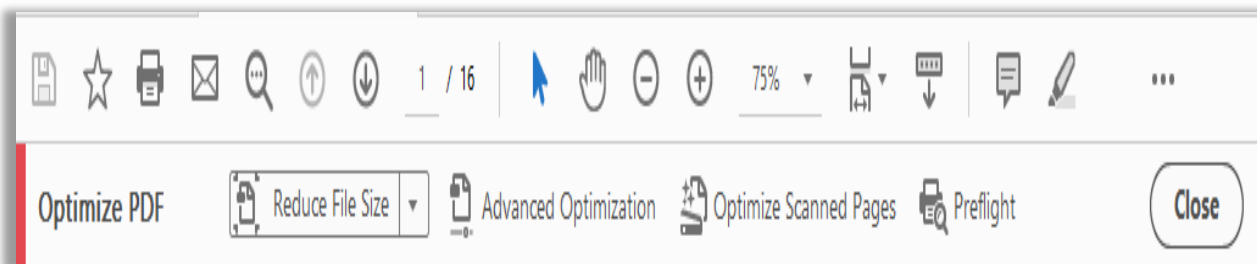 1 / 16 75%
Optimize PDF Reduce File Size Advanced Optimization Optimize Scanned Pages Preflight Close